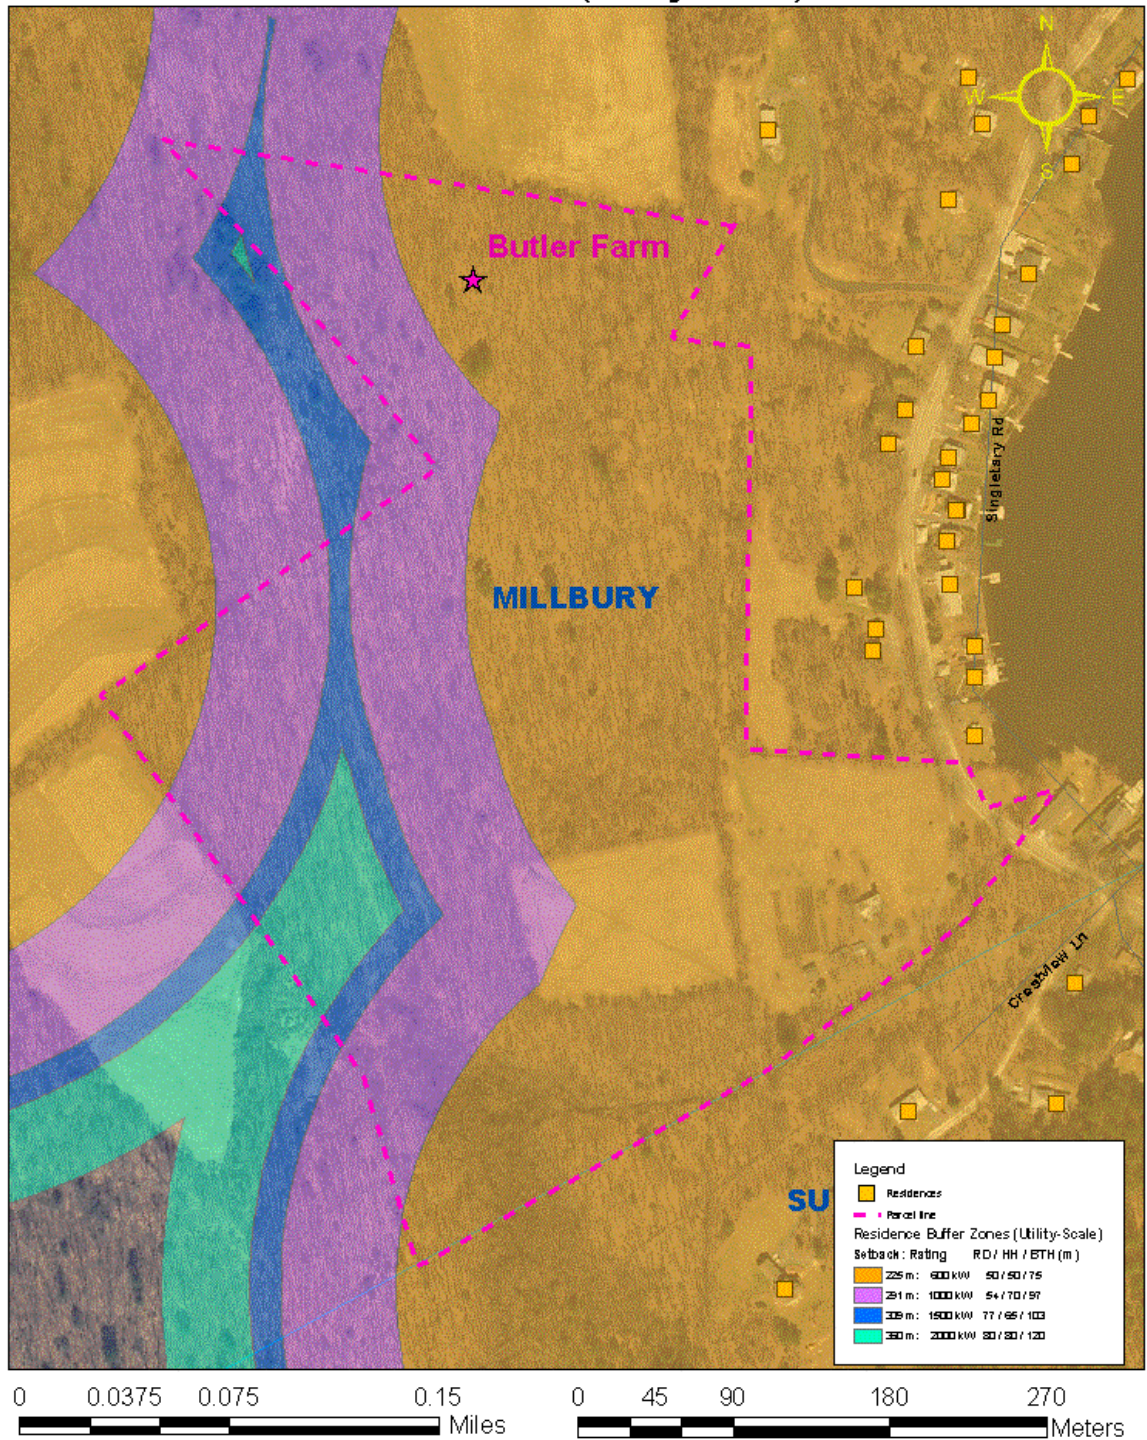 N
W
E
S
Butler Farm
MILLBURY
Singletary Rd
Crestview Ln
SU
Legend
Residences
Parcel line
Residence Buffer Zones (Utility-Scale)
Setback : Rating RD / HH / BTH (m)
225 m : 600 kW 50 / 50 / 75
291 m : 1000 kW 54 / 70 / 97
309 m : 1500 kW 77 / 65 / 103
360 m : 2000 kW 80 / 80 / 120
0 0.0375 0.075 0.15
Miles
0 45 90 180 270
Meters